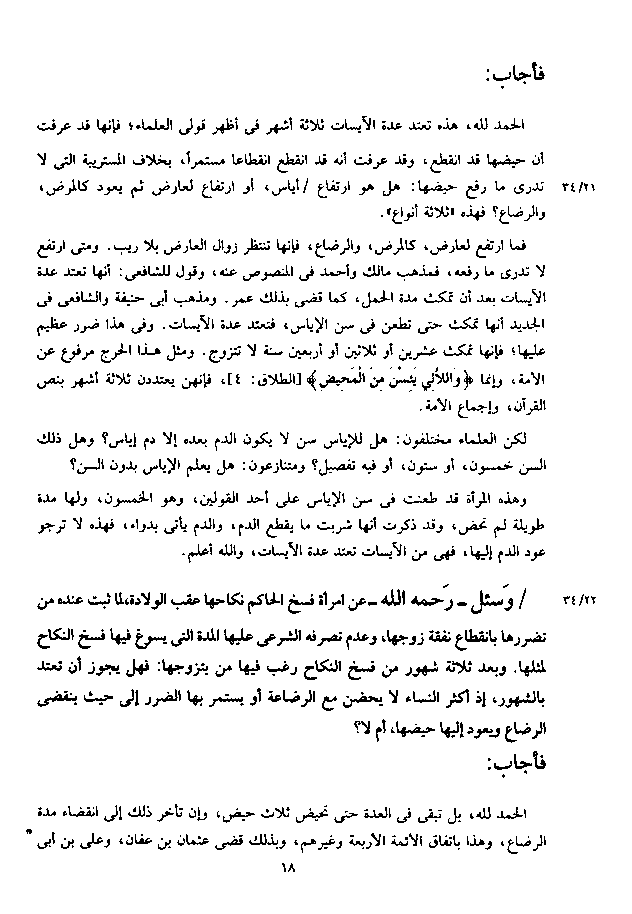 فأجاب:
الحمد لله، هذه تعتد عدة الآيسات ثلاثة أشهر فى أظهر قولى العلماء؛ فإنها قد عرفت
أن حيضها قد انقطع، وقد عرفت أنه قد انقطع انقطاعا مستمراً، بخلاف المستريبة التى لا
٣٤/٢١ تدرى ما رفع حيضها: هل هو ارتفاع /أياس، أو ارتفاع لعارض ثم يعود كالمرض،
والرضاع؟ فهذه «ثلاثة أنواع».
فما ارتفع لعارض، كالمرض، والرضاع، فإنها تنتظر زوال العارض بلا ريب. ومتى ارتفع
لا تدرى ما رفعه، فمذهب مالك وأحمد فى المنصوص عنه، وقول للشافعى: أنها تعتد عدة
الآيسات بعد أن تمكث مدة الحمل، كما قضى بذلك عمر. ومذهب أبى حنيفة والشافعى فى
الجديد أنها تمكث حتى تطعن فى سن الإياس، فتعتد عدة الآيسات. وفى هذا ضرر عظيم
عليها؛ فإنها تمكث عشرين أو ثلاثين أو أربعين سنة لا تتزوج. ومثل هذا الحرج مرفوع عن
الأمة، وإنما ﴿وَاللاَّئِي يَئِسْنَ مِنَ الْمَحِيضِ﴾ [الطلاق: ٤]، فإنهن يعتددن ثلاثة أشهر بنص
القرآن، وإجماع الأمة.
لكن العلماء مختلفون: هل للإياس سن لا يكون الدم بعده إلا دم إياس؟ وهل ذلك
السن خمسون، أو ستون، أو فيه تفصيل؟ ومتنازعون: هل يعلم الإياس بدون السن؟
وهذه المرأة قد طعنت فى سن الإياس على أحد القولين، وهو الخمسون، ولها مدة
طويلة لم تحض، وقد ذكرت أنها شربت ما يقطع الدم، والدم يأتى بدواء، فهذه لا ترجو
عود الدم إليها، فهى من الآيسات تعتد عدة الآيسات، والله أعلم.
٣٤/٢٢ / وَسئل ـ رَحمه الله ـ عن امرأة فسخ الحاكم نكاحها عقب الولادة،لما ثبت عنده من
تضررها بانقطاع نفقة زوجها، وعدم تصرفه الشرعى عليها المدة التى يسوغ فيها فسخ النكاح
لمثلها. وبعد ثلاثة شهور من فسخ النكاح رغب فيها من يتزوجها: فهل يجوز أن تعتد
بالشهور، إذ أكثر النساء لا يحضن مع الرضاعة أو يستمر بها الضرر إلى حيث ينقضى
الرضاع ويعود إليها حيضها، أم لا؟
فأجاب:
الحمد لله، بل تبقى فى العدة حتى تحيض ثلاث حيض، وإن تأخر ذلك إلى انقضاء مدة
الرضاع، وهذا باتفاق الأئمة الأربعة وغيرهم، وبذلك قضى عثمان بن عفان، وعلى بن أبى
١٨